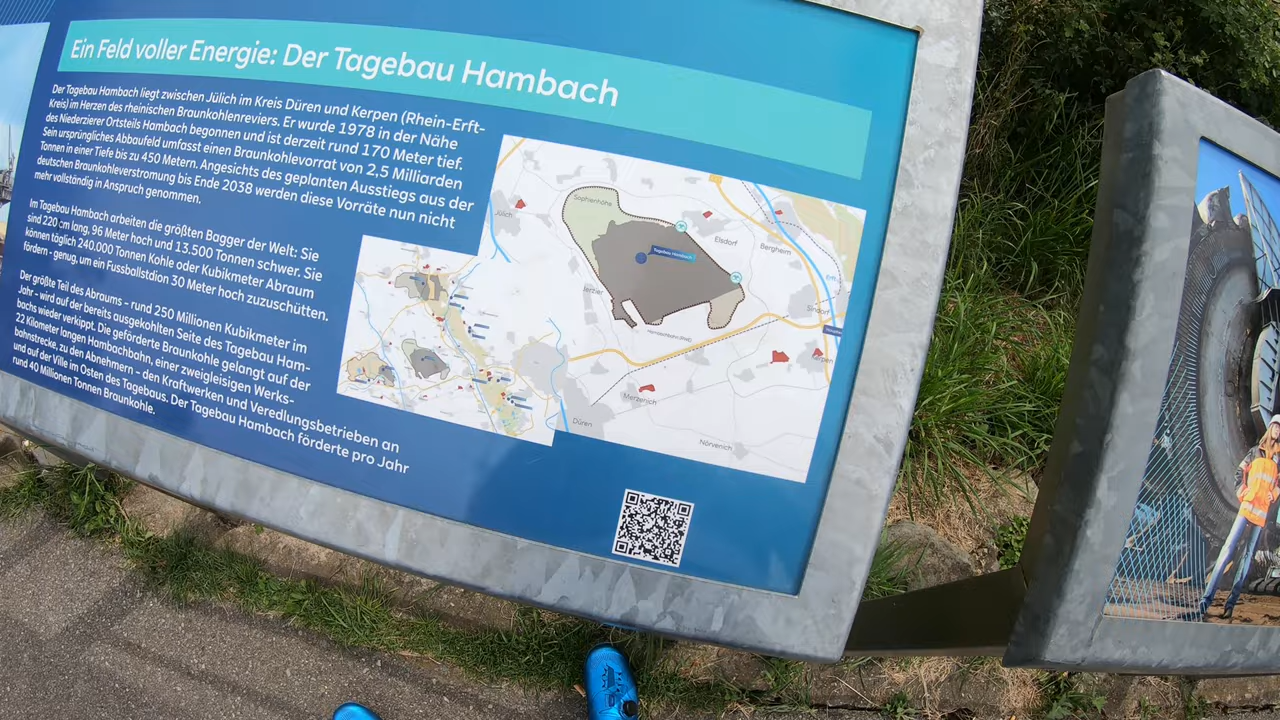 Ein Feld voller Energie: Der Tagebau Hambach
Der Tagebau Hambach liegt zwischen Jülich im Kreis Düren und Kerpen (Rhein-Erft-
Kreis) im Herzen des rheinischen Braunkohlenreviers. Er wurde 1978 in der Nähe
des Niederzierer Ortsteils Hambach begonnen und ist derzeit rund 170 Meter tief.
Sein ursprüngliches Abbaufeld umfasst einen Braunkohlevorrat von 2,5 Milliarden
Tonnen in einer Tiefe bis zu 450 Metern. Angesichts des geplanten Ausstiegs aus der
deutschen Braunkohleverstromung bis Ende 2038 werden diese Vorräte nun nicht
mehr vollständig in Anspruch genommen.
Im Tagebau Hambach arbeiten die größten Bagger der Welt: Sie
sind 220 cm lang, 96 Meter hoch und 13.500 Tonnen schwer. Sie
können täglich 240.000 Tonnen Kohle oder Kubikmeter Abraum
fördern - genug, um ein Fussballstdion 30 Meter hoch zuzuschütten.
Der größte Teil des Abraums – rund 250 Millionen Kubikmeter im
Jahr – wird auf der bereits ausgekohlten Seite des Tagebau Ham-
bachs wieder verkippt. Die geförderte Braunkohle gelangt auf der
22 Kilometer langen Hambachbahn, einer zweigleisigen Werks-
bahnstrecke, zu den Abnehmern – den Kraftwerken und Veredlungsbetrieben an
und auf der Ville im Osten des Tagebaus. Der Tagebau Hambach förderte pro Jahr
rund 40 Millionen Tonnen Braunkohle.
Sophienhöhe
Jülich
Elsdorf
Bergheim
Tagebau Hambach
Erft
Sindorf
Hambachbahn (RWE)
Kerpen
Merzenich
Düren
Nörvenich